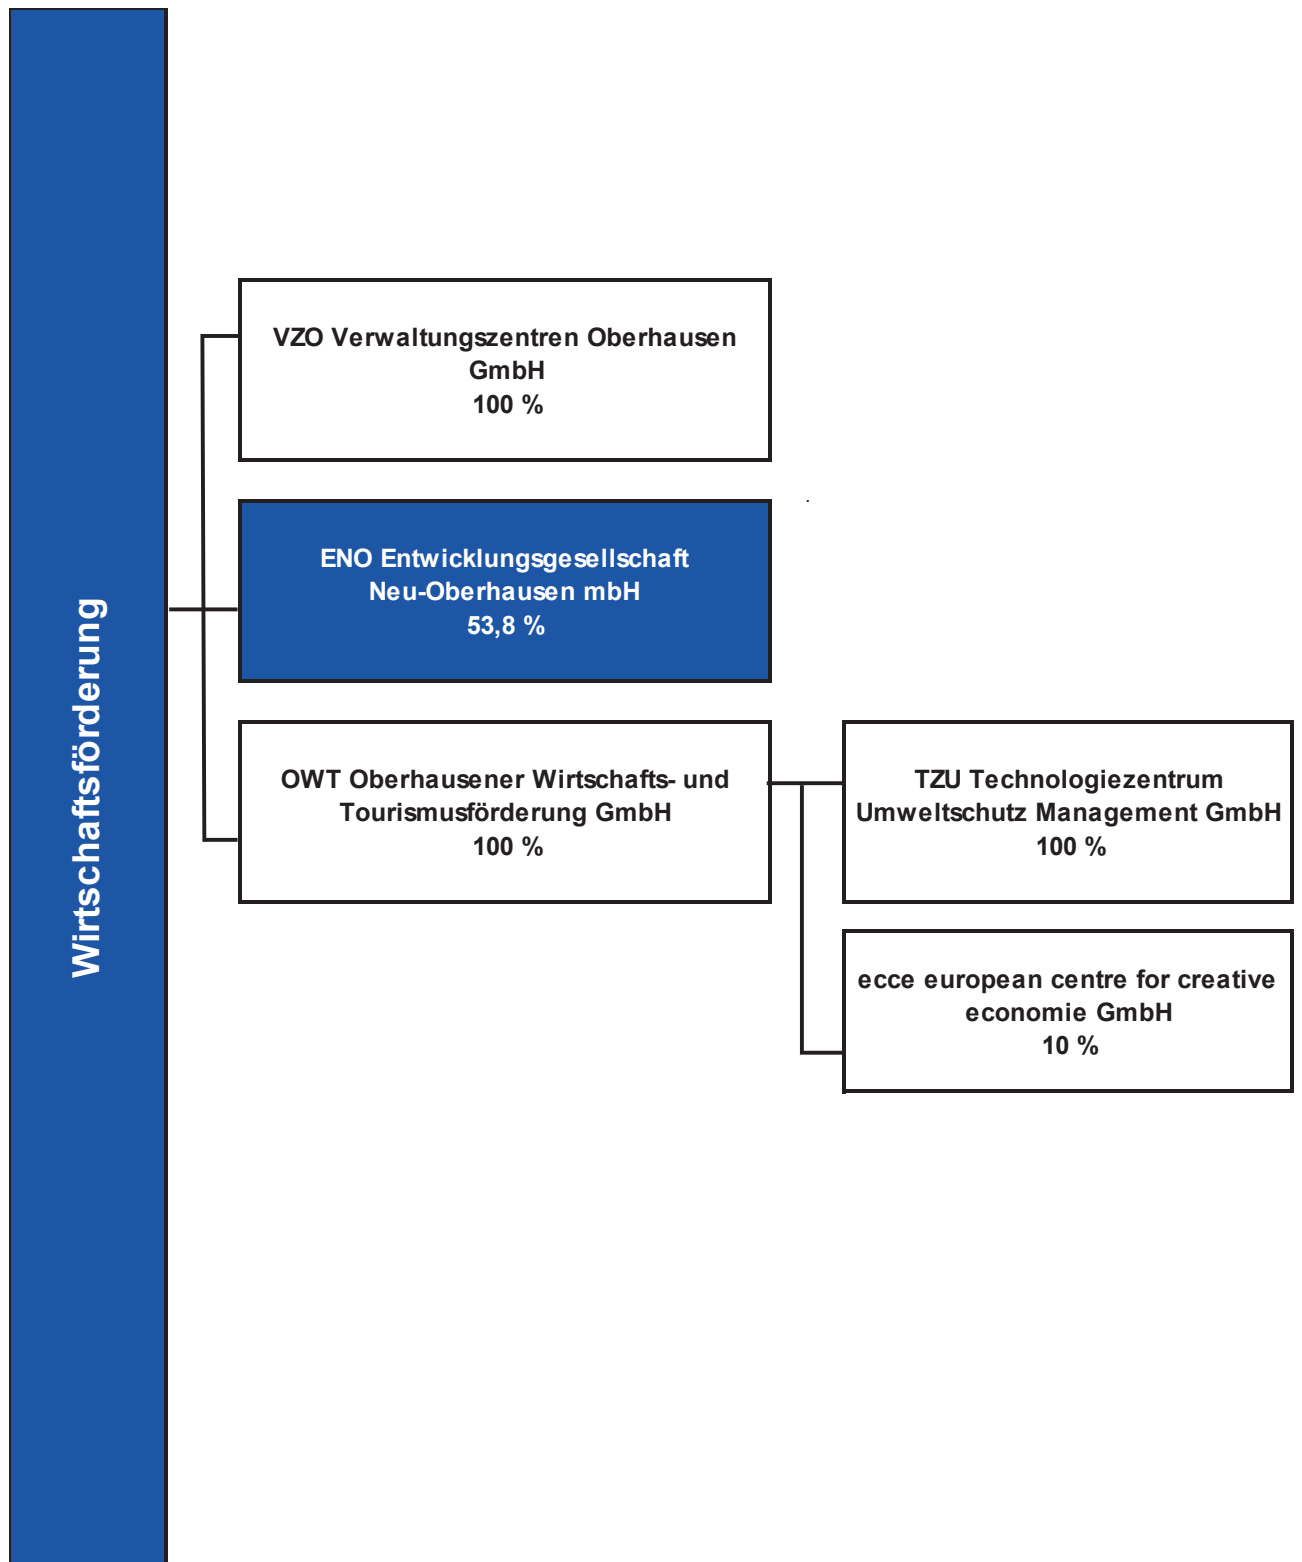 Wirtschaftsförderung
VZO Verwaltungszentren Oberhausen
GmbH
100 %
ENO Entwicklungsgesellschaft
Neu-Oberhausen mbH
53,8 %
OWT Oberhausener Wirtschafts- und
Tourismusförderung GmbH
100 %
TZU Technologiezentrum
Umweltschutz Management GmbH
100 %
ecce european centre for creative
economie GmbH
10 %